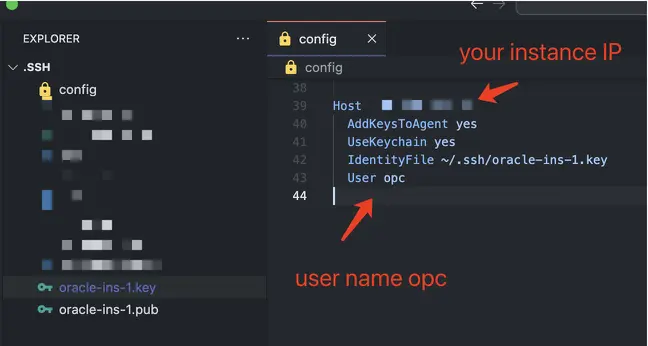 EXPLORER
...
config
×
.SSH
config
config
your instance IP
38
39 Host
40 AddKeysToAgent yes
41 UseKeychain yes
42 IdentityFile ~/.ssh/oracle-ins-1.key
43 User opc
44
user name opc
oracle-ins-1.key
oracle-ins-1.pub